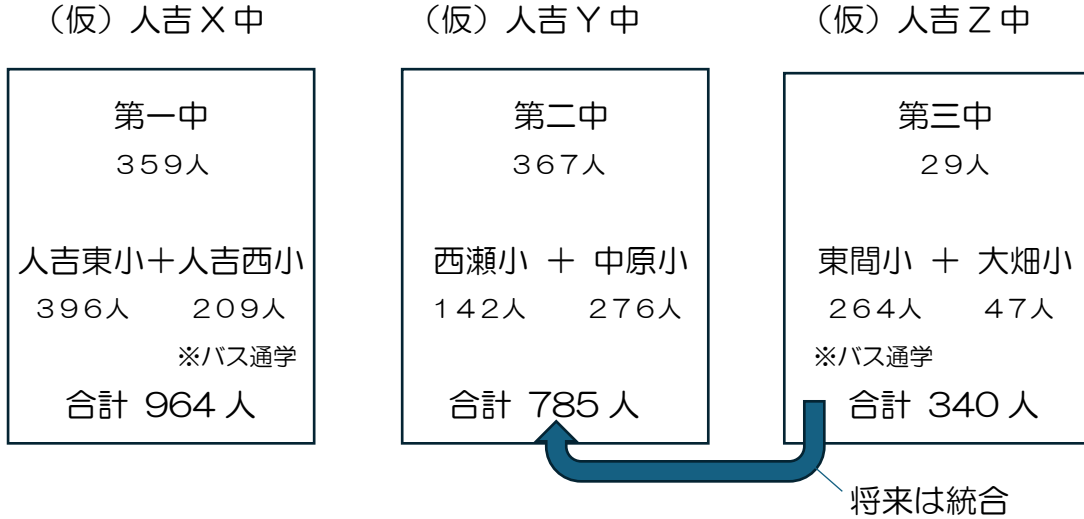 （仮）人吉Ｘ中
第一中
３５９人
人吉東小＋人吉西小
３９６人 ２０９人
※バス通学
合計 964 人
（仮）人吉Ｙ中
第二中
３６７人
西瀬小 ＋ 中原小
１４２人 ２７６人
合計 785 人
（仮）人吉Ｚ中
第三中
２９人
東間小 ＋ 大畑小
２６４人 ４７人
※バス通学
合計 340 人
将来は統合